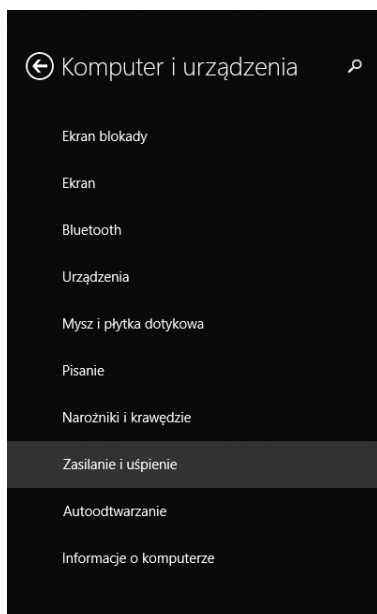 Komputer i urządzenia
Ekran blokady
Ekran
Bluetooth
Urządzenia
Mysz i płytka dotykowa
Pisanie
Narożniki i krawędzie
Zasilanie i uśpienie
Autoodtwarzanie
Informacje o komputerze